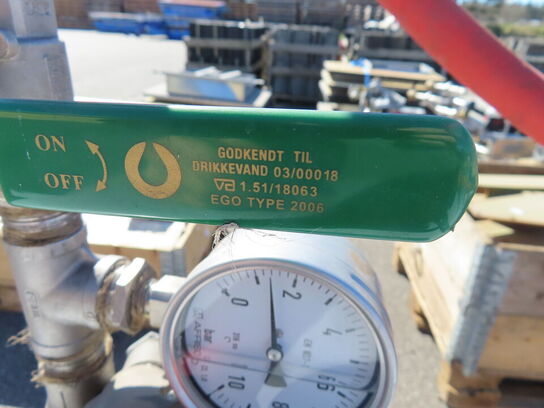 ON
OFF
GODKENDT TIL
DRIKKEVAND 03/00018
VA 1.51/18063
EGO TYPE 2006
0
2
4
6
8
10
bar